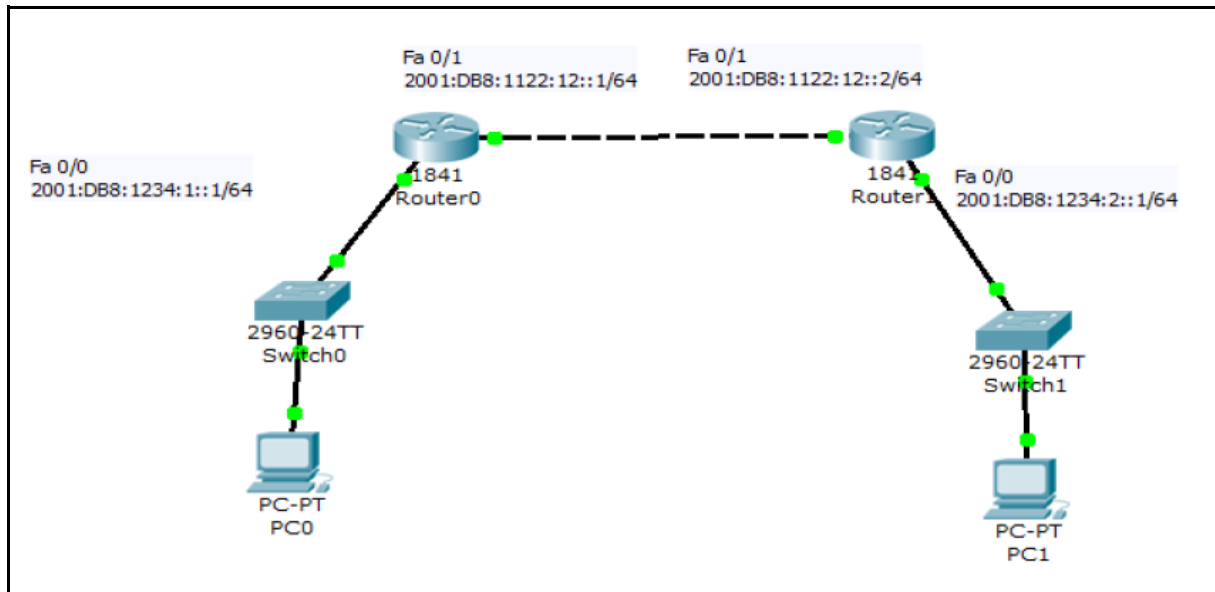 Fa 0/1
2001:DB8:1122:12::1/64
Fa 0/1
2001:DB8:1122:12::2/64
Fa 0/0
2001:DB8:1234:1::1/64
1841
Router0
1841
Router1
Fa 0/0
2001:DB8:1234:2::1/64
2960-24TT
Switch0
2960-24TT
Switch1
PC-PT
PC0
PC-PT
PC1